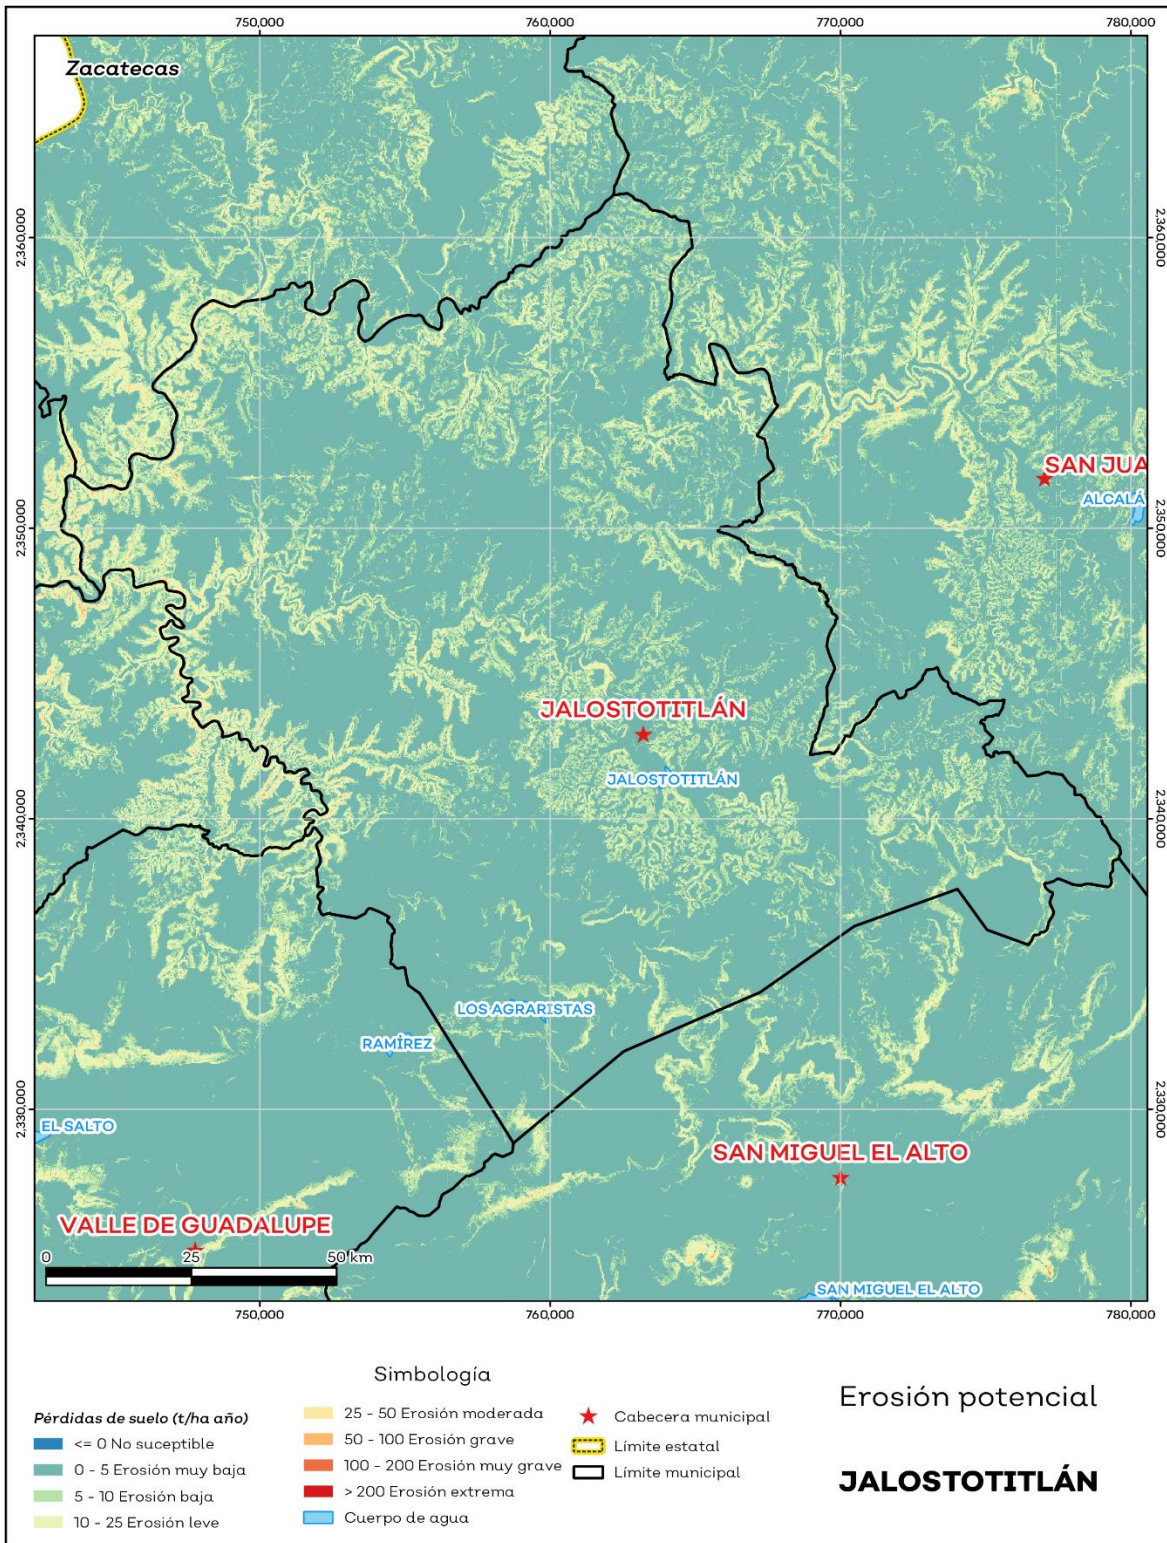 750,000 760,000 770,000 780,000
Zacatecas
2,360,000 2,360,000
SAN JUA
ALCALÁ
2,350,000 2,350,000
JALOSTOTITLÁN
JALOSTOTITLÁN
2,340,000 2,340,000
LOS AGRARISTAS
RAMÍREZ
2,330,000 2,330,000
EL SALTO
SAN MIGUEL EL ALTO
VALLE DE GUADALUPE
0 25 50 km
SAN MIGUEL EL ALTO
750,000 760,000 770,000 780,000
Simbología
Pérdidas de suelo (t/ha año)
<= 0 No suceptible
0 - 5 Erosión muy baja
5 - 10 Erosión baja
10 - 25 Erosión leve
25 - 50 Erosión moderada
50 - 100 Erosión grave
100 - 200 Erosión muy grave
> 200 Erosión extrema
Cuerpo de agua
Cabecera municipal
Límite estatal
Límite municipal
Erosión potencial
JALOSTOTITLÁN